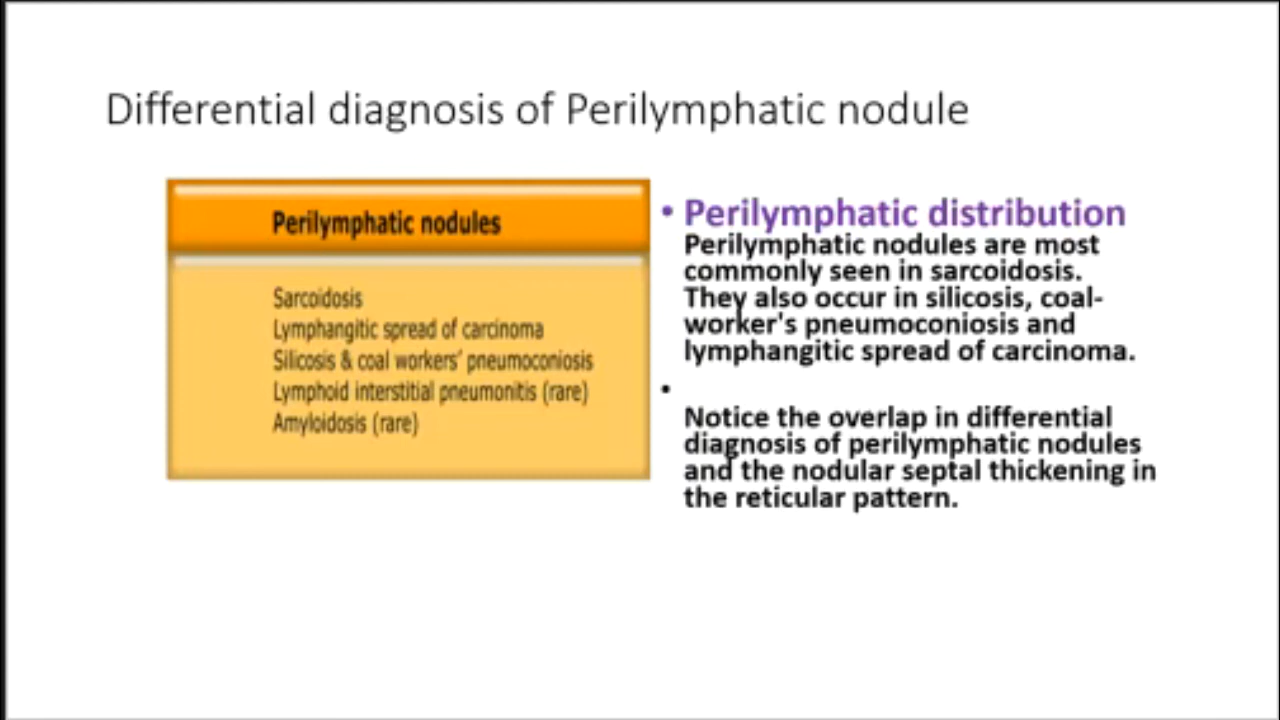 Differential diagnosis of Perilymphatic nodule
Perilymphatic nodules
Sarcoidosis
Lymphangitic spread of carcinoma
Silicosis & coal workers' pneumoconiosis
Lymphoid interstitial pneumonitis (rare)
Amyloidosis (rare)
• Perilymphatic distribution
Perilymphatic nodules are most
commonly seen in sarcoidosis.
They also occur in silicosis, coal-
worker's pneumoconiosis and
lymphangitic spread of carcinoma.
•
Notice the overlap in differential
diagnosis of perilymphatic nodules
and the nodular septal thickening in
the reticular pattern.